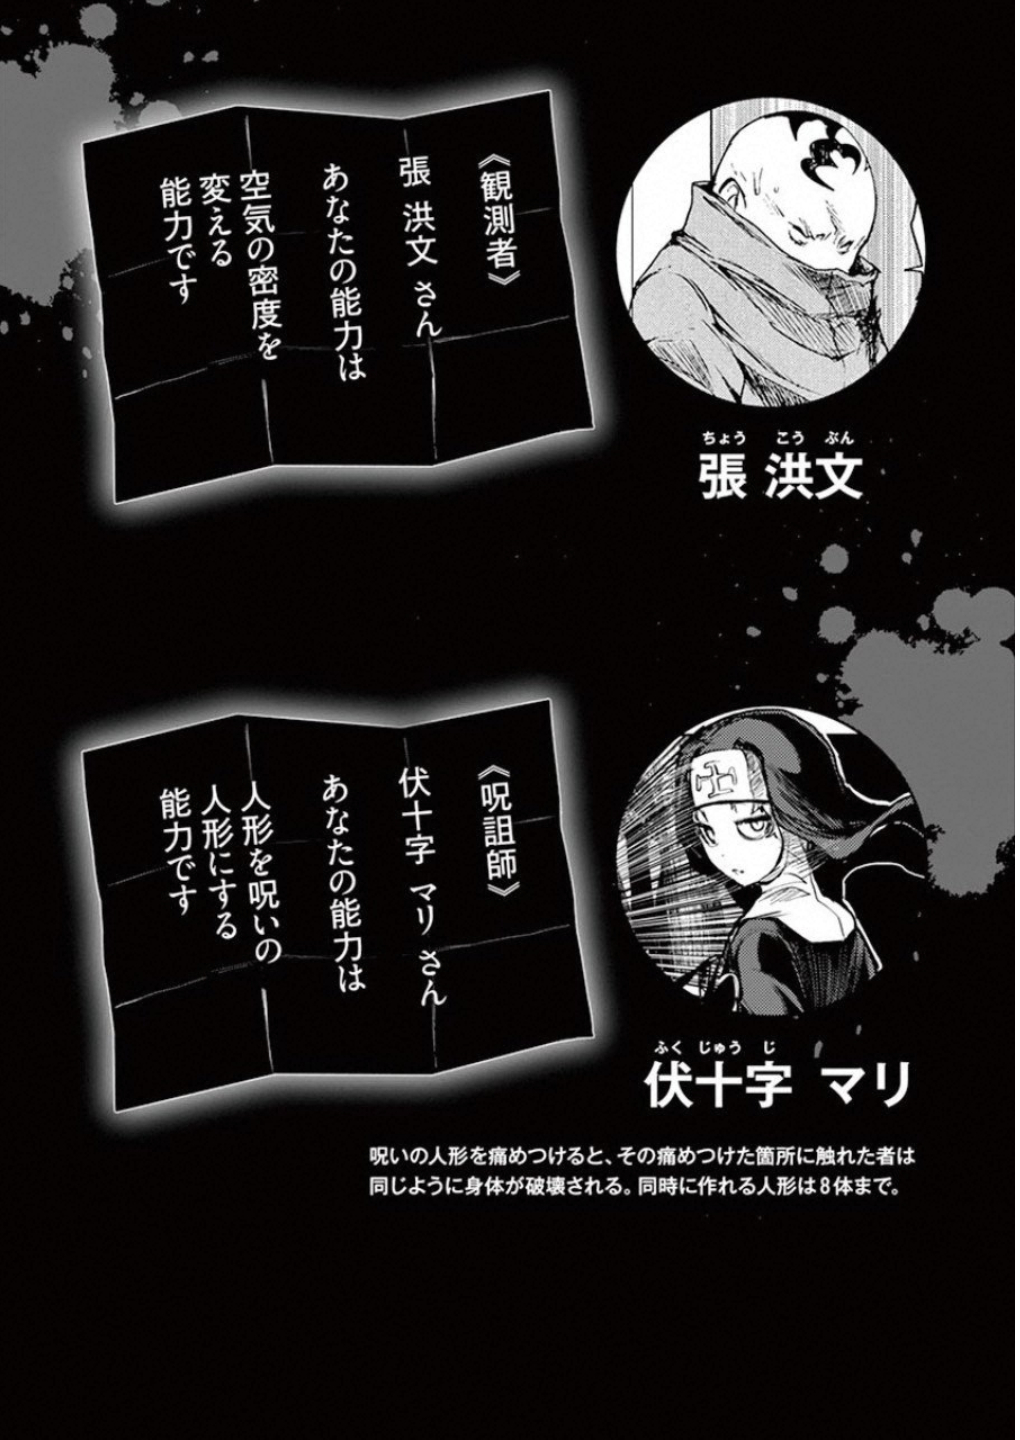 《観測者》
張 洪文 さん
あなたの能力は
空気の密度を
変える
能力です
ちょう こう ぶん
張 洪文
《呪詛師》
伏十字 マリ さん
あなたの能力は
人形を呪いの
人形にする
能力です
ふく じゅう じ
伏十字 マリ
呪いの人形を痛めつけると、その痛めつけた箇所に触れた者は
同じように身体が破壊される。同時に作れる人形は8体まで。